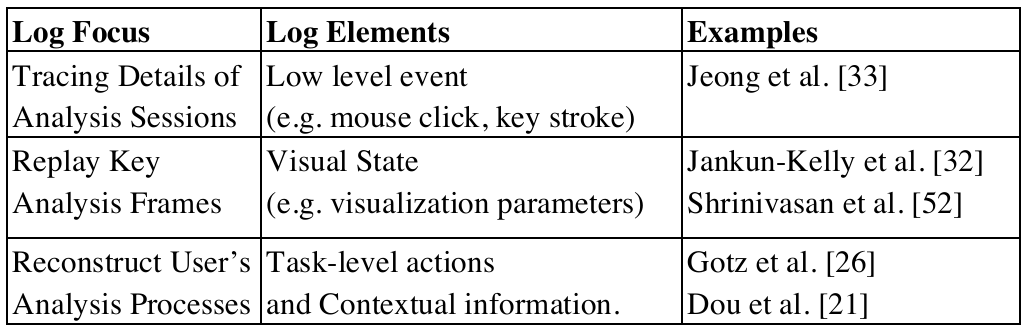 Log Focus Log Elements Examples
Tracing Details of Low level event Jeong et al. [33]
Analysis Sessions (e.g. mouse click, key stroke)
Replay Key Visual State Jankun-Kelly et al. [32]
Analysis Frames (e.g. visualization parameters) Shrinivasan et al. [52]
Reconstruct User’s Task-level actions Gotz et al. [26]
Analysis Processes and Contextual information. Dou et al. [21]